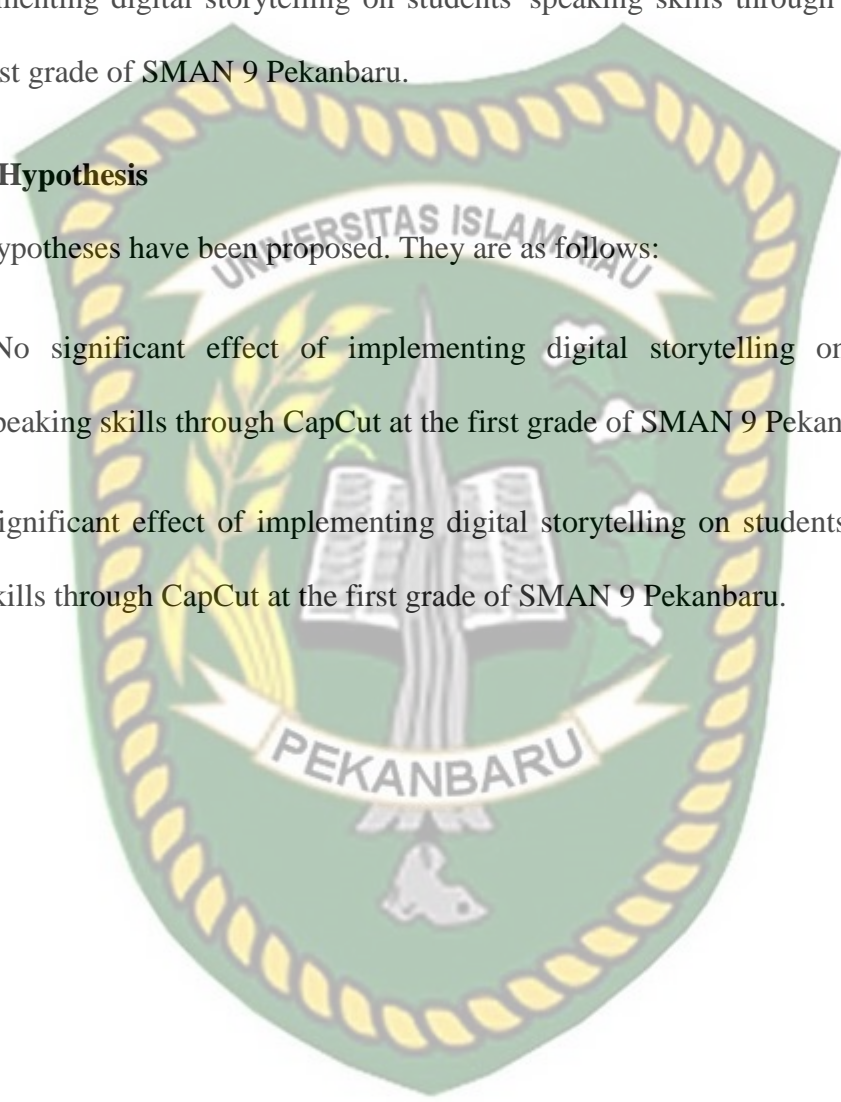 menting digital storytelling on students' speaking skills through
st grade of SMAN 9 Pekanbaru.
Hypothesis
ypotheses have been proposed. They are as follows:
UNIVERSITAS ISLAM RIAU
No significant effect of implementing digital storytelling on
peaking skills through CapCut at the first grade of SMAN 9 Pekan
ignificant effect of implementing digital storytelling on students
kills through CapCut at the first grade of SMAN 9 Pekanbaru.
PEKANBARU